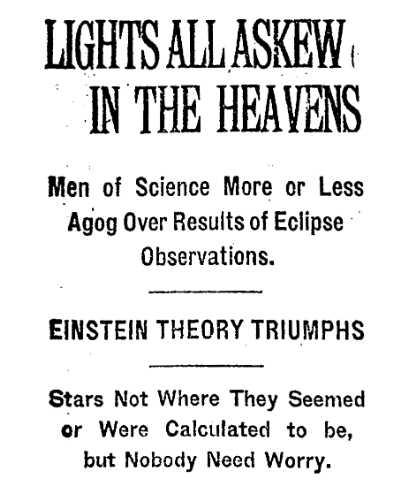 LIGHTS ALL ASKEW
IN THE HEAVENS
Men of Science More or Less
Agog Over Results of Eclipse
Observations.
EINSTEIN THEORY TRIUMPHS
Stars Not Where They Seemed
or Were Calculated to be,
but Nobody Need Worry.